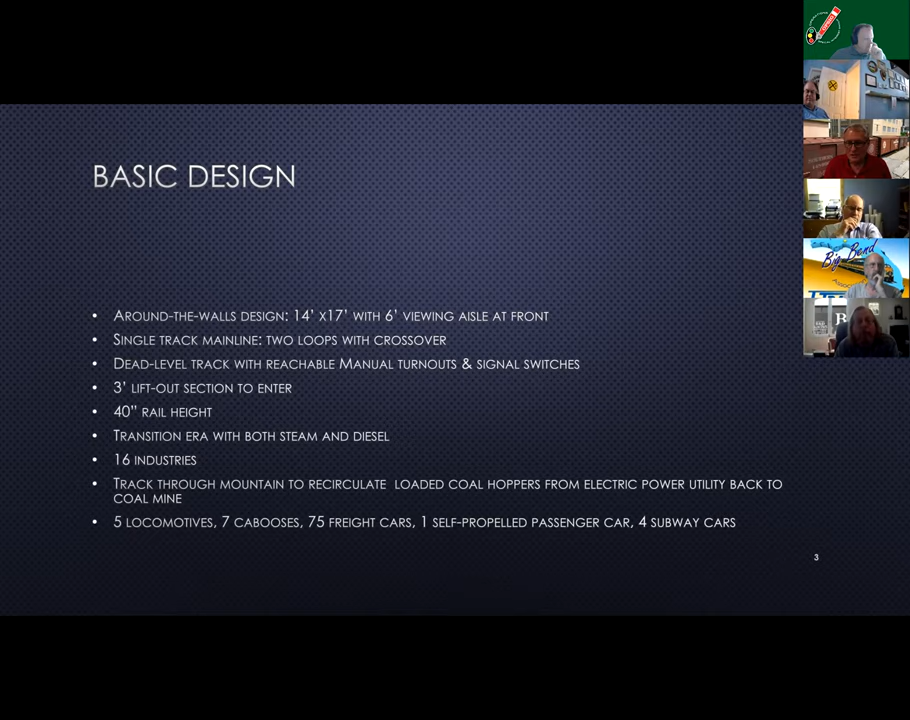 BASIC DESIGN
• AROUND-THE-WALLS DESIGN: 14' X17' WITH 6' VIEWING AISLE AT FRONT
• SINGLE TRACK MAINLINE: TWO LOOPS WITH CROSSOVER
• DEAD-LEVEL TRACK WITH REACHABLE MANUAL TURNOUTS & SIGNAL SWITCHES
• 3' LIFT-OUT SECTION TO ENTER
• 40" RAIL HEIGHT
• TRANSITION ERA WITH BOTH STEAM AND DIESEL
• 16 INDUSTRIES
• TRACK THROUGH MOUNTAIN TO RECIRCULATE LOADED COAL HOPPERS FROM ELECTRIC POWER UTILITY BACK TO
COAL MINE
• 5 LOCOMOTIVES, 7 CABOOSES, 75 FREIGHT CARS, 1 SELF-PROPELLED PASSENGER CAR, 4 SUBWAY CARS
3
Big Bend